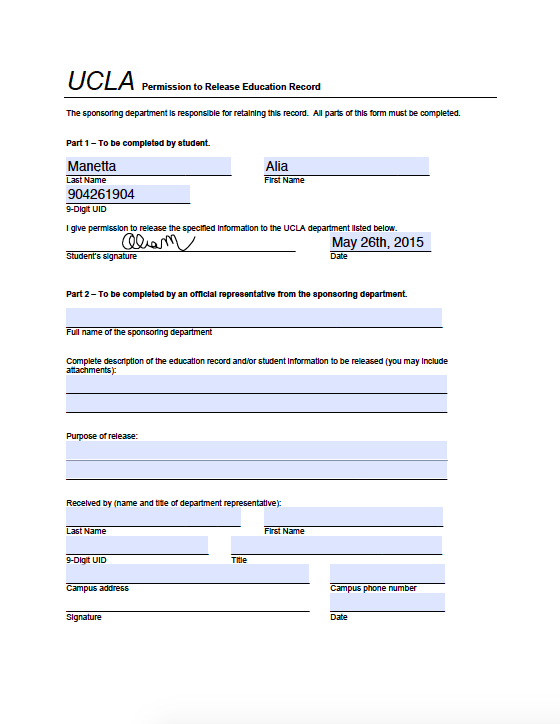 UCLA Permission to Release Education Record
The sponsoring department is responsible for retaining this record. All parts of this form must be completed.
Part 1 – To be completed by student.
Manetta Alia
Last Name First Name
904261904
9-Digit UID
I give permission to release the specified information to the UCLA department listed below.
AliaM May 26th, 2015
Student's signature Date
Part 2 – To be completed by an official representative from the sponsoring department.
Full name of the sponsoring department
Complete description of the education record and/or student information to be released (you may include
attachments):
Purpose of release:
Received by (name and title of department representative):
Last Name First Name
9-Digit UID Title
Campus address Campus phone number
Signature Date